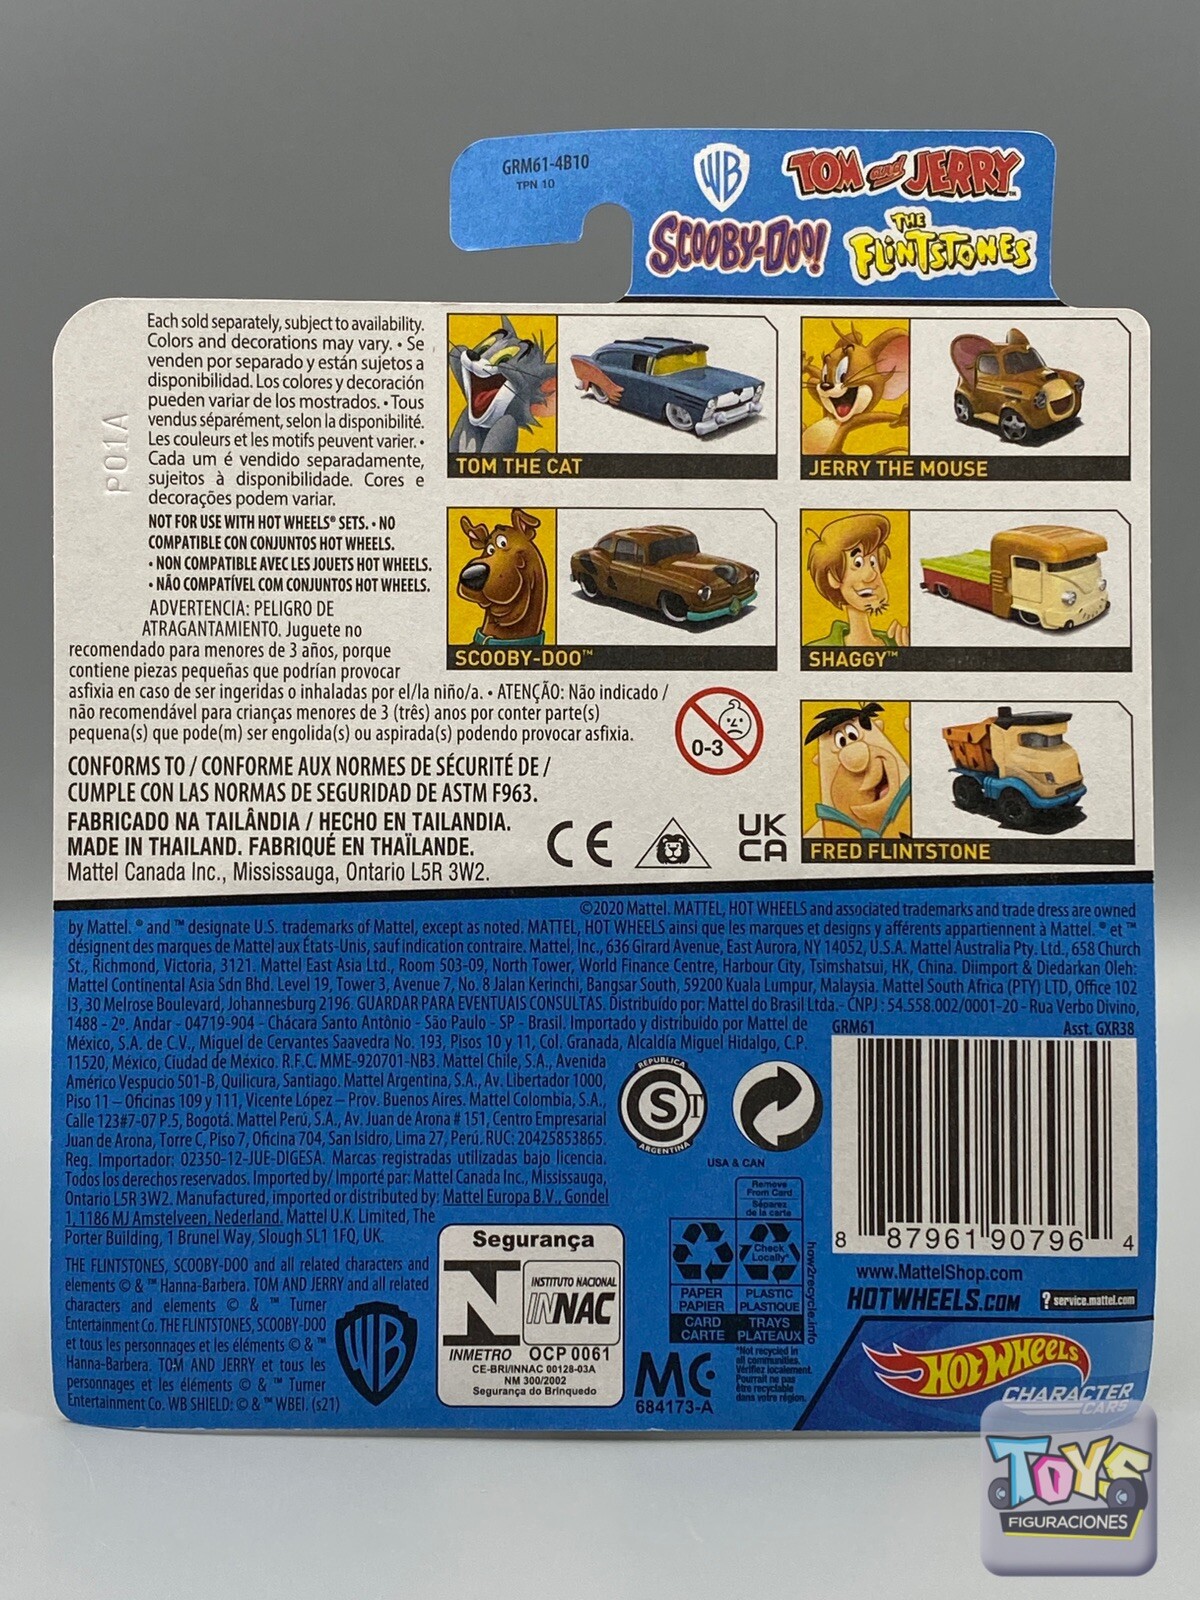 GRM61-4B10
TPN 10
WB
TOM and JERRY™
SCOOBY-DOO!
THE
FLINTSTONES™
P01A
Each sold separately, subject to availability.
Colors and decorations may vary. • Se
venden por separado y están sujetos a
disponibilidad. Los colores y decoración
pueden variar de los mostrados. • Tous
vendus séparément, selon la disponibilité.
Les couleurs et les motifs peuvent varier. •
Cada um é vendido separadamente,
sujeitos à disponibilidade. Cores e
decorações podem variar.
NOT FOR USE WITH HOT WHEELS® SETS. • NO
COMPATIBLE CON CONJUNTOS HOT WHEELS.
• NON COMPATIBLE AVEC LES JOUETS HOT WHEELS.
• NÃO COMPATÍVEL COM CONJUNTOS HOT WHEELS.
ADVERTENCIA: PELIGRO DE
ATRAGANTAMIENTO. Juguete no
recomendado para menores de 3 años, porque
contiene piezas pequeñas que podrían provocar
asfixia en caso de ser ingeridas o inhaladas por el/la niño/a. • ATENÇÃO: Não indicado /
não recomendável para crianças menores de 3 (três) anos por conter parte(s)
pequena(s) que pode(m) ser engolida(s) ou aspirada(s) podendo provocar asfixia.
TOM THE CAT
JERRY THE MOUSE
SCOOBY-DOO™
SHAGGY™
FRED FLINTSTONE
0-3
CONFORMS TO / CONFORME AUX NORMES DE SÉCURITÉ DE /
CUMPLE CON LAS NORMAS DE SEGURIDAD DE ASTM F963.
FABRICADO NA TAILÂNDIA / HECHO EN TAILANDIA.
MADE IN THAILAND. FABRIQUÉ EN THAÏLANDE.
Mattel Canada Inc., Mississauga, Ontario L5R 3W2.
CE
UK
CA
©2020 Mattel. MATTEL, HOT WHEELS and associated trademarks and trade dress are owned
by Mattel. ® and ™ designate U.S. trademarks of Mattel, except as noted. MATTEL, HOT WHEELS ainsi que les marques et designs y afférents appartiennent à Mattel. ® et ™
désignent des marques de Mattel aux États-Unis, sauf indication contraire. Mattel, Inc., 636 Girard Avenue, East Aurora, NY 14052, U.S.A. Mattel Australia Pty. Ltd., 658 Church
St., Richmond, Victoria, 3121. Mattel East Asia Ltd., Room 503-09, North Tower, World Finance Centre, Harbour City, Tsimshatsui, HK, China. Diimport & Diedarkan Oleh:
Mattel Continental Asia Sdn Bhd. Level 19, Tower 3, Avenue 7, No. 8 Jalan Kerinchi, Bangsar South, 59200 Kuala Lumpur, Malaysia. Mattel South Africa (PTY) LTD, Office 102
I3, 30 Melrose Boulevard, Johannesburg 2196. GUARDAR PARA EVENTUAIS CONSULTAS. Distribuído por: Mattel do Brasil Ltda.- CNPJ : 54.558.002/0001-20 - Rua Verbo Divino,
1488 - 2º. Andar - 04719-904 - Chácara Santo Antônio - São Paulo - SP - Brasil. Importado y distribuido por Mattel de
México, S.A. de C.V., Miguel de Cervantes Saavedra No. 193, Pisos 10 y 11, Col. Granada, Alcaldía Miguel Hidalgo, C.P.
11520, México, Ciudad de México. R.F.C. MME-920701-NB3. Mattel Chile, S.A., Avenida
Américo Vespucio 501-B, Quilicura, Santiago. Mattel Argentina, S.A., Av. Libertador 1000,
Piso 11 – Oficinas 109 y 111, Vicente López – Prov. Buenos Aires. Mattel Colombia, S.A.,
Calle 123#7-07 P.5, Bogotá. Mattel Perú, S.A., Av. Juan de Arona # 151, Centro Empresarial
Juan de Arona, Torre C, Piso 7, Oficina 704, San Isidro, Lima 27, Perú. RUC: 20425853865.
Reg. Importador: 02350-12-JUE-DIGESA. Marcas registradas utilizadas bajo licencia.
Todos los derechos reservados. Imported by/ Importé par: Mattel Canada Inc., Mississauga,
Ontario L5R 3W2. Manufactured, imported or distributed by: Mattel Europa B.V., Gondel
1, 1186 MJ Amstelveen, Nederland. Mattel U.K. Limited, The
Porter Building, 1 Brunel Way, Slough SL1 1FQ, UK.
THE FLINTSTONES, SCOOBY-DOO and all related characters and
elements © & ™ Hanna-Barbera. TOM AND JERRY and all related
characters and elements © & ™ Turner
Entertainment Co. THE FLINTSTONES, SCOOBY-DOO
et tous les personnages et les éléments © & ™
Hanna-Barbera. TOM AND JERRY et tous les
personnages et les éléments © & ™ Turner
Entertainment Co. WB SHIELD: © & ™ WBEI. (s21)
WB
REPUBLICA
S T
ARGENTINA
USA & CAN
Remove
From Card
Séparez
de la carte
Check
Locally*
PAPER
PAPIER
PLASTIC
PLASTIQUE
CARD
CARTE
TRAYS
PLATEAUX
how2recycle.info
*Not recycled in
all communities.
Vérifiez localement.
Pourrait ne pas
être recyclable
dans votre région.
Segurança
N
INSTITUTO NACIONAL
INNAC
INMETRO OCP 0061
CE-BRI/INNAC 00128-03A
NM 300/2002
Segurança do Brinquedo
MC
684173-A
GRM61
Asst. GXR38
8 87961 90796 4
www.MattelShop.com
HOTWHEELS.COM
? service.mattel.com
HOT WHEELS
CHARACTER
CARS
TOYS
FIGURACIONES